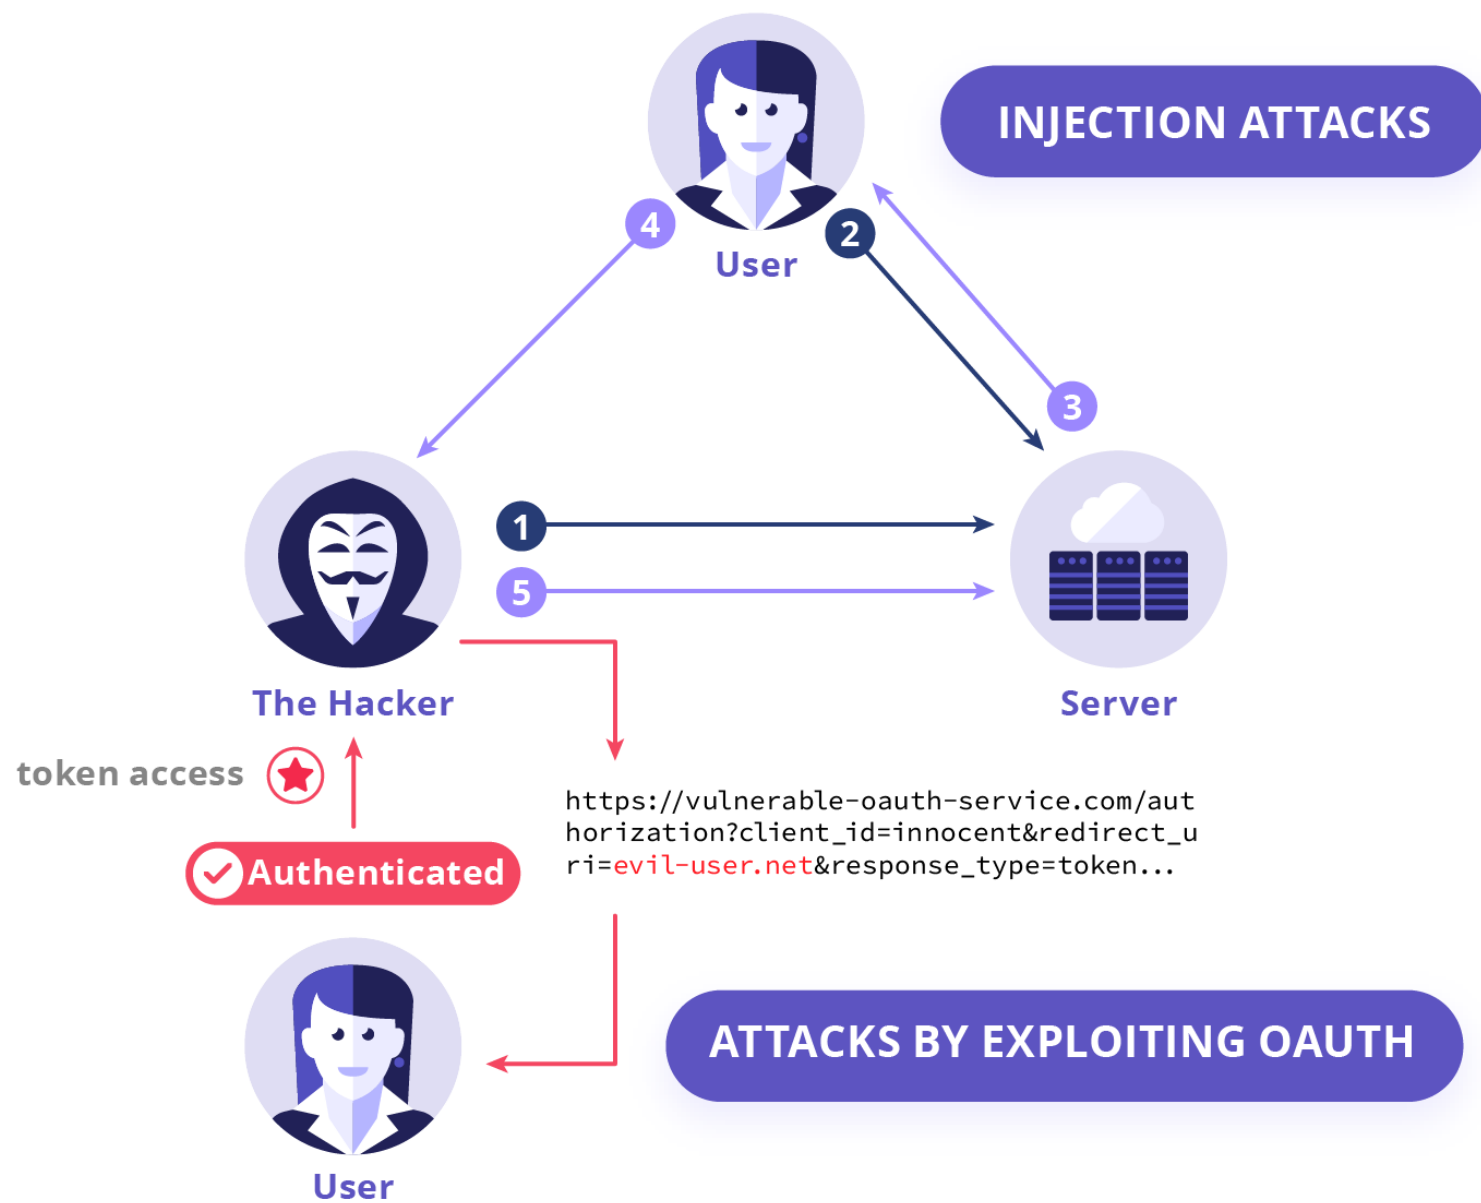 INJECTION ATTACKS
4
User
2
3
1
5
The Hacker
Server
token access
https://vulnerable-oauth-service.com/aut
horization?client_id=innocent&redirect_u
ri=evil-user.net&response_type=token...
Authenticated
ATTACKS BY EXPLOITING OAUTH
User